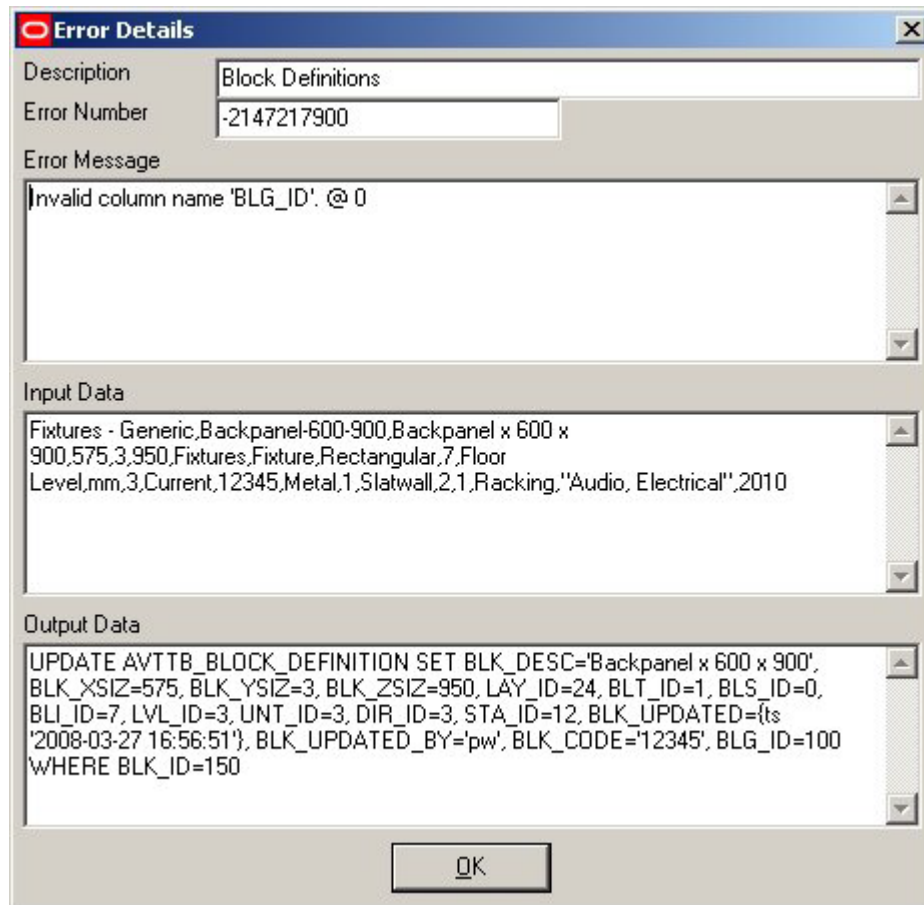 Error Details
Description
Block Definitions
Error Number
-2147217900
Error Message
Invalid column name 'BLG_ID'. @ 0
Input Data
Fixtures - Generic,Backpanel-600-900,Backpanel x 600 x
900,575,3,950,Fixtures,Fixture,Rectangular,7,Floor
Level,mm,3,Current,12345,Metal,1,Slatwall,2,1,Racking,"Audio, Electrical",2010
Output Data
UPDATE AVTTB_BLOCK_DEFINITION SET BLK_DESC='Backpanel x 600 x 900',
BLK_XSIZ=575, BLK_YSIZ=3, BLK_ZSIZ=950, LAY_ID=24, BLT_ID=1, BLS_ID=0,
BLI_ID=7, LVL_ID=3, UNT_ID=3, DIR_ID=3, STA_ID=12, BLK_UPDATED={ts
'2008-03-27 16:56:51'}, BLK_UPDATED_BY='pw', BLK_CODE='12345', BLG_ID=100
WHERE BLK_ID=150
OK